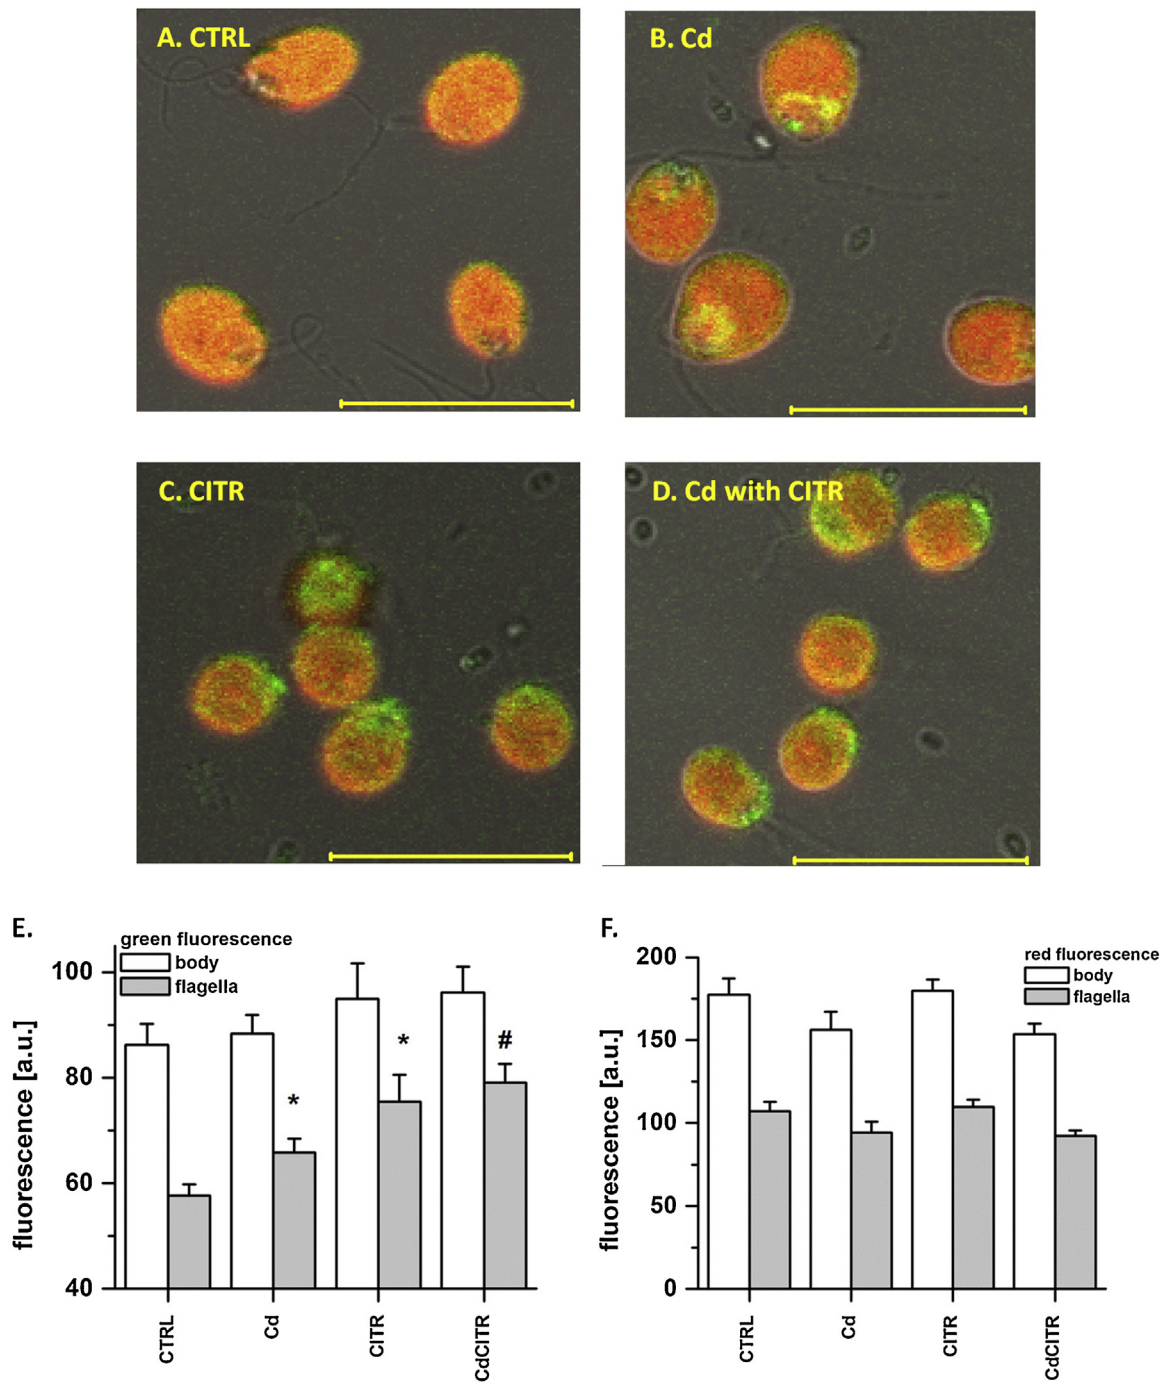 A. CTRL
B. Cd
C. CITR
D. Cd with CITR
E.
green fluorescence
body
flagella
fluorescence [a.u.]
100
80
60
40
*
*
#
CTRL
Cd
CITR
CdCITR
F.
red fluorescence
body
flagella
fluorescence [a.u.]
200
150
100
50
0
CTRL
Cd
CITR
CdCITR